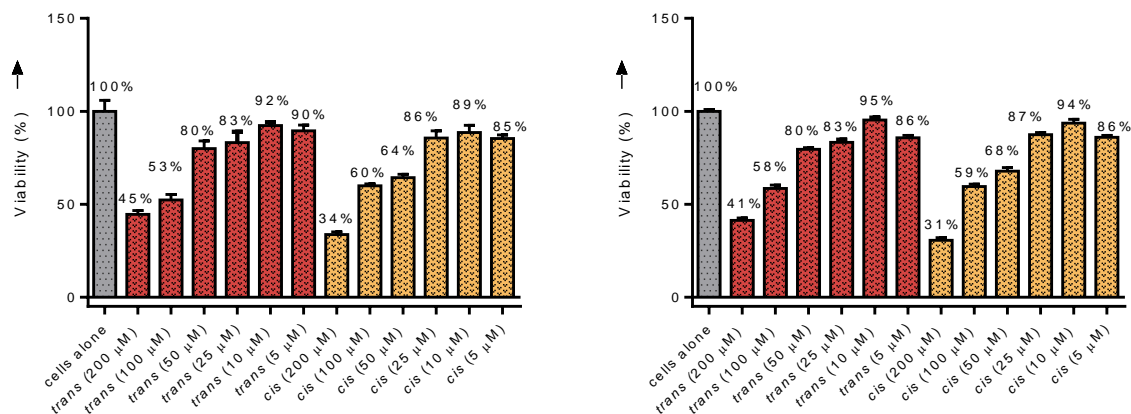 150
100
50
0
Viability (%)
100%
45%
53%
80%
83%
92%
90%
34%
60%
64%
86%
89%
85%
cells alone
trans (200 μM)
trans (100 μM)
trans (50 μM)
trans (25 μM)
trans (10 μM)
trans (5 μM)
cis (200 μM)
cis (100 μM)
cis (50 μM)
cis (25 μM)
cis (10 μM)
cis (5 μM)
150
100
50
0
Viability (%)
100%
41%
58%
80%
83%
95%
86%
31%
59%
68%
87%
94%
86%
cells alone
trans (200 μM)
trans (100 μM)
trans (50 μM)
trans (25 μM)
trans (10 μM)
trans (5 μM)
cis (200 μM)
cis (100 μM)
cis (50 μM)
cis (25 μM)
cis (10 μM)
cis (5 μM)